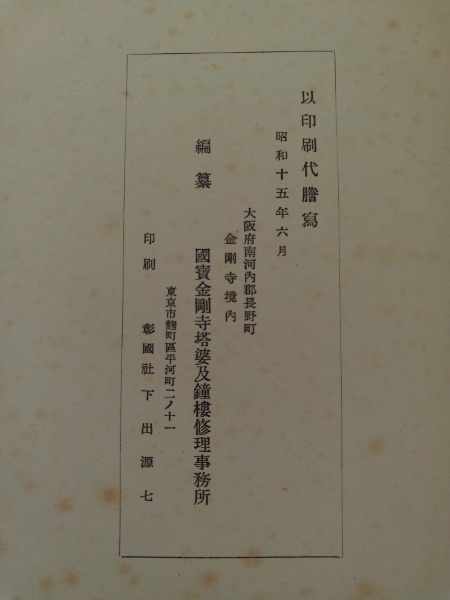 以印刷代謄寫
昭和十五年六月
大阪府南河內郡長野町
金剛寺境內
編纂 國寶金剛寺塔婆及鐘樓修理事務所
東京市麴町區平河町二ノ十一
印刷 彰國社下出源七